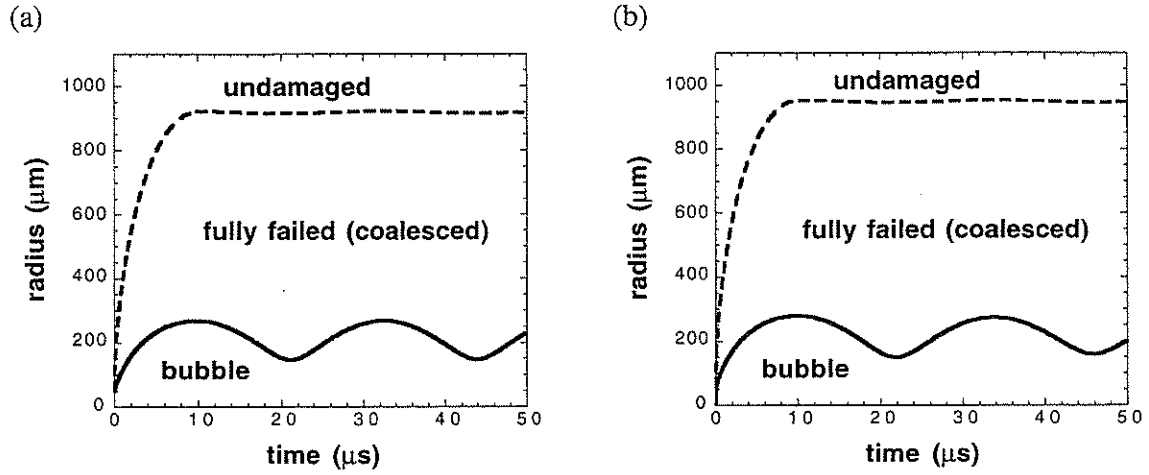 (a)
1000
800
600
400
200
0
radius (μm)
undamaged
fully failed (coalesced)
bubble
0 10 20 30 40 50
time (μs)
(b)
1000
800
600
400
200
0
radius (μm)
undamaged
fully failed (coalesced)
bubble
0 10 20 30 40 50
time (μs)